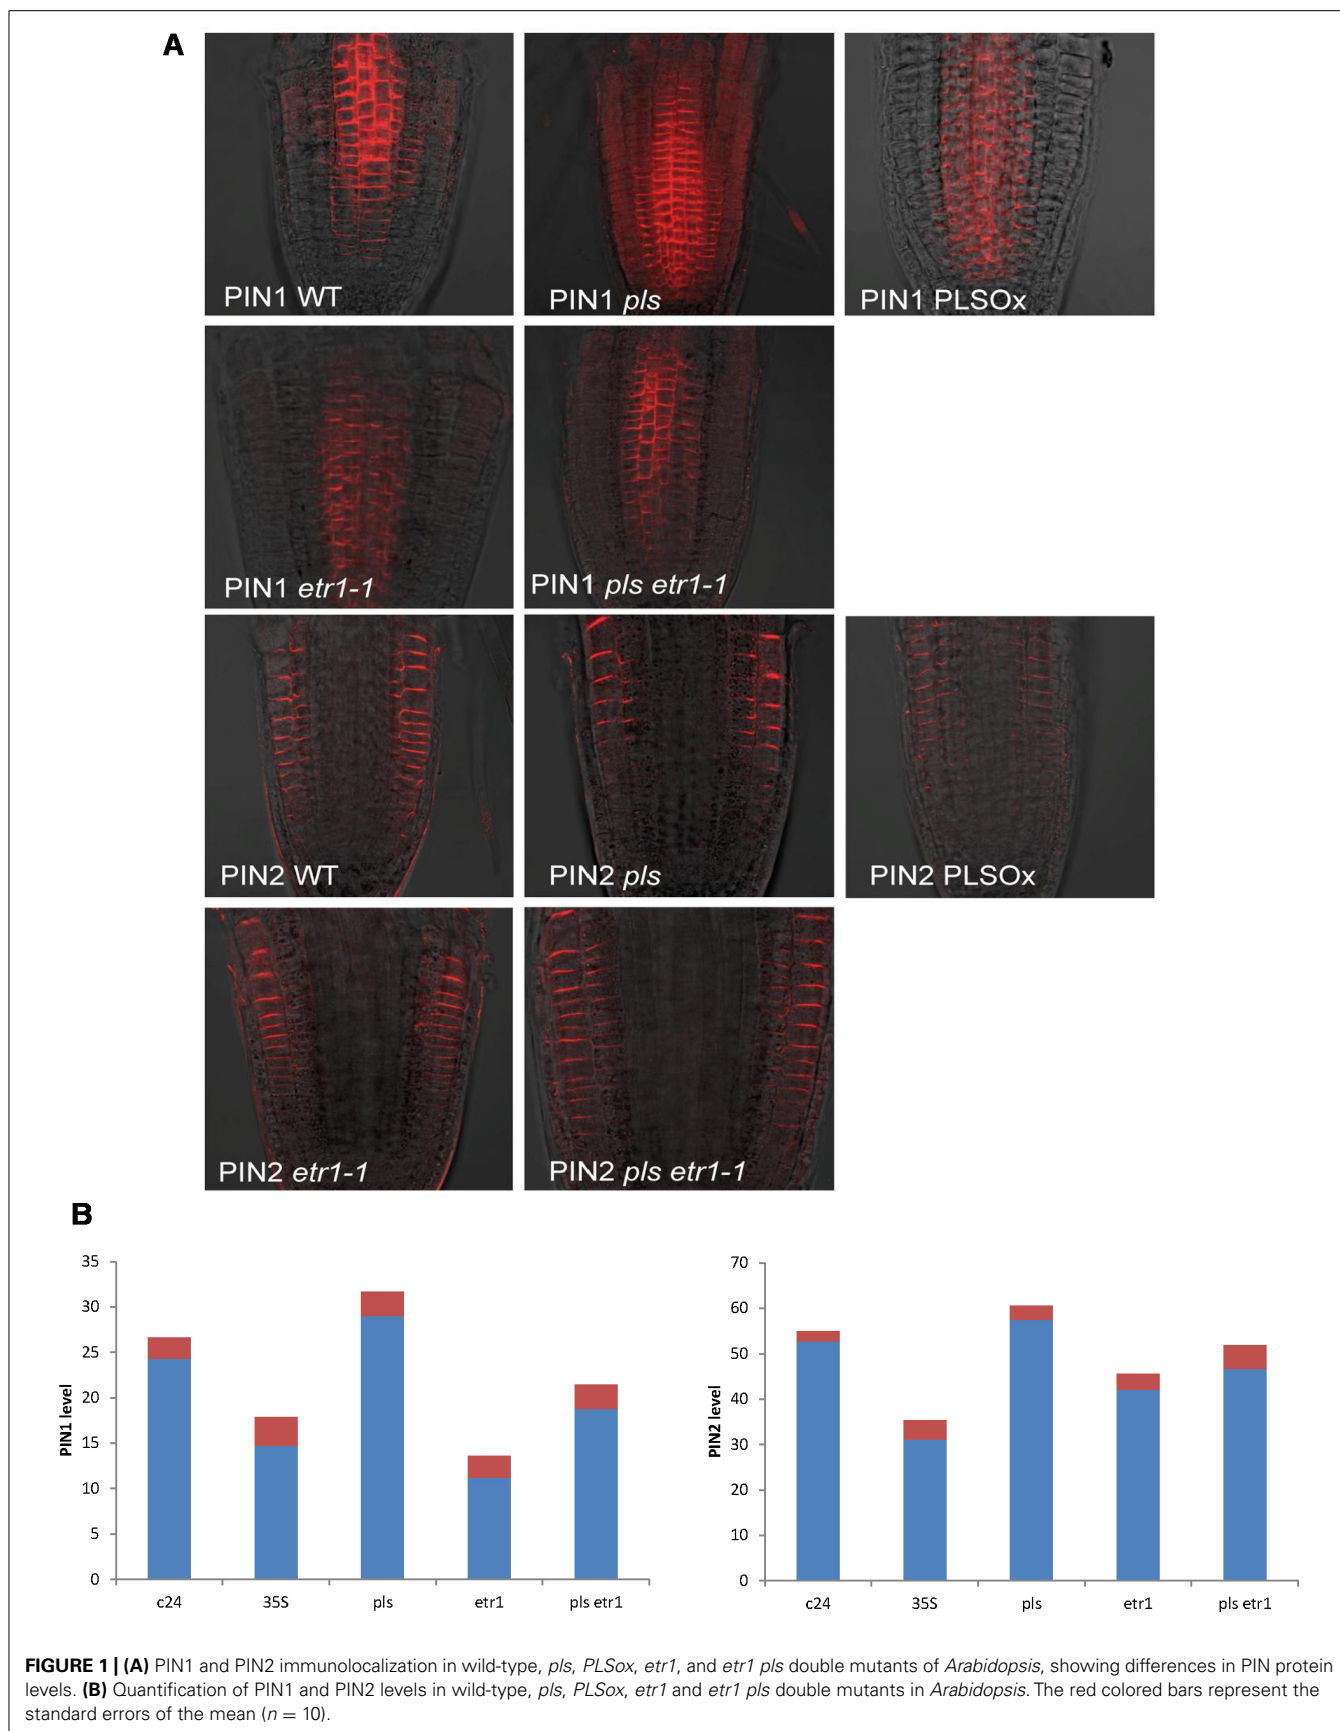 A
PIN1 WT
PIN1 pls
PIN1 PLSOx
PIN1 etr1-1
PIN1 pls etr1-1
PIN2 WT
PIN2 pls
PIN2 PLSOx
PIN2 etr1-1
PIN2 pls etr1-1
B
35
30
25
20
15
10
5
0
PIN1 level
c24
35S
pls
etr1
pls etr1
70
60
50
40
30
20
10
0
PIN2 level
c24
35S
pls
etr1
pls etr1
FIGURE 1 | (A) PIN1 and PIN2 immunolocalization in wild-type, pls, PLSox, etr1, and etr1 pls double mutants of Arabidopsis, showing differences in PIN protein
levels. (B) Quantification of PIN1 and PIN2 levels in wild-type, pls, PLSox, etr1 and etr1 pls double mutants in Arabidopsis. The red colored bars represent the
standard errors of the mean (n = 10).